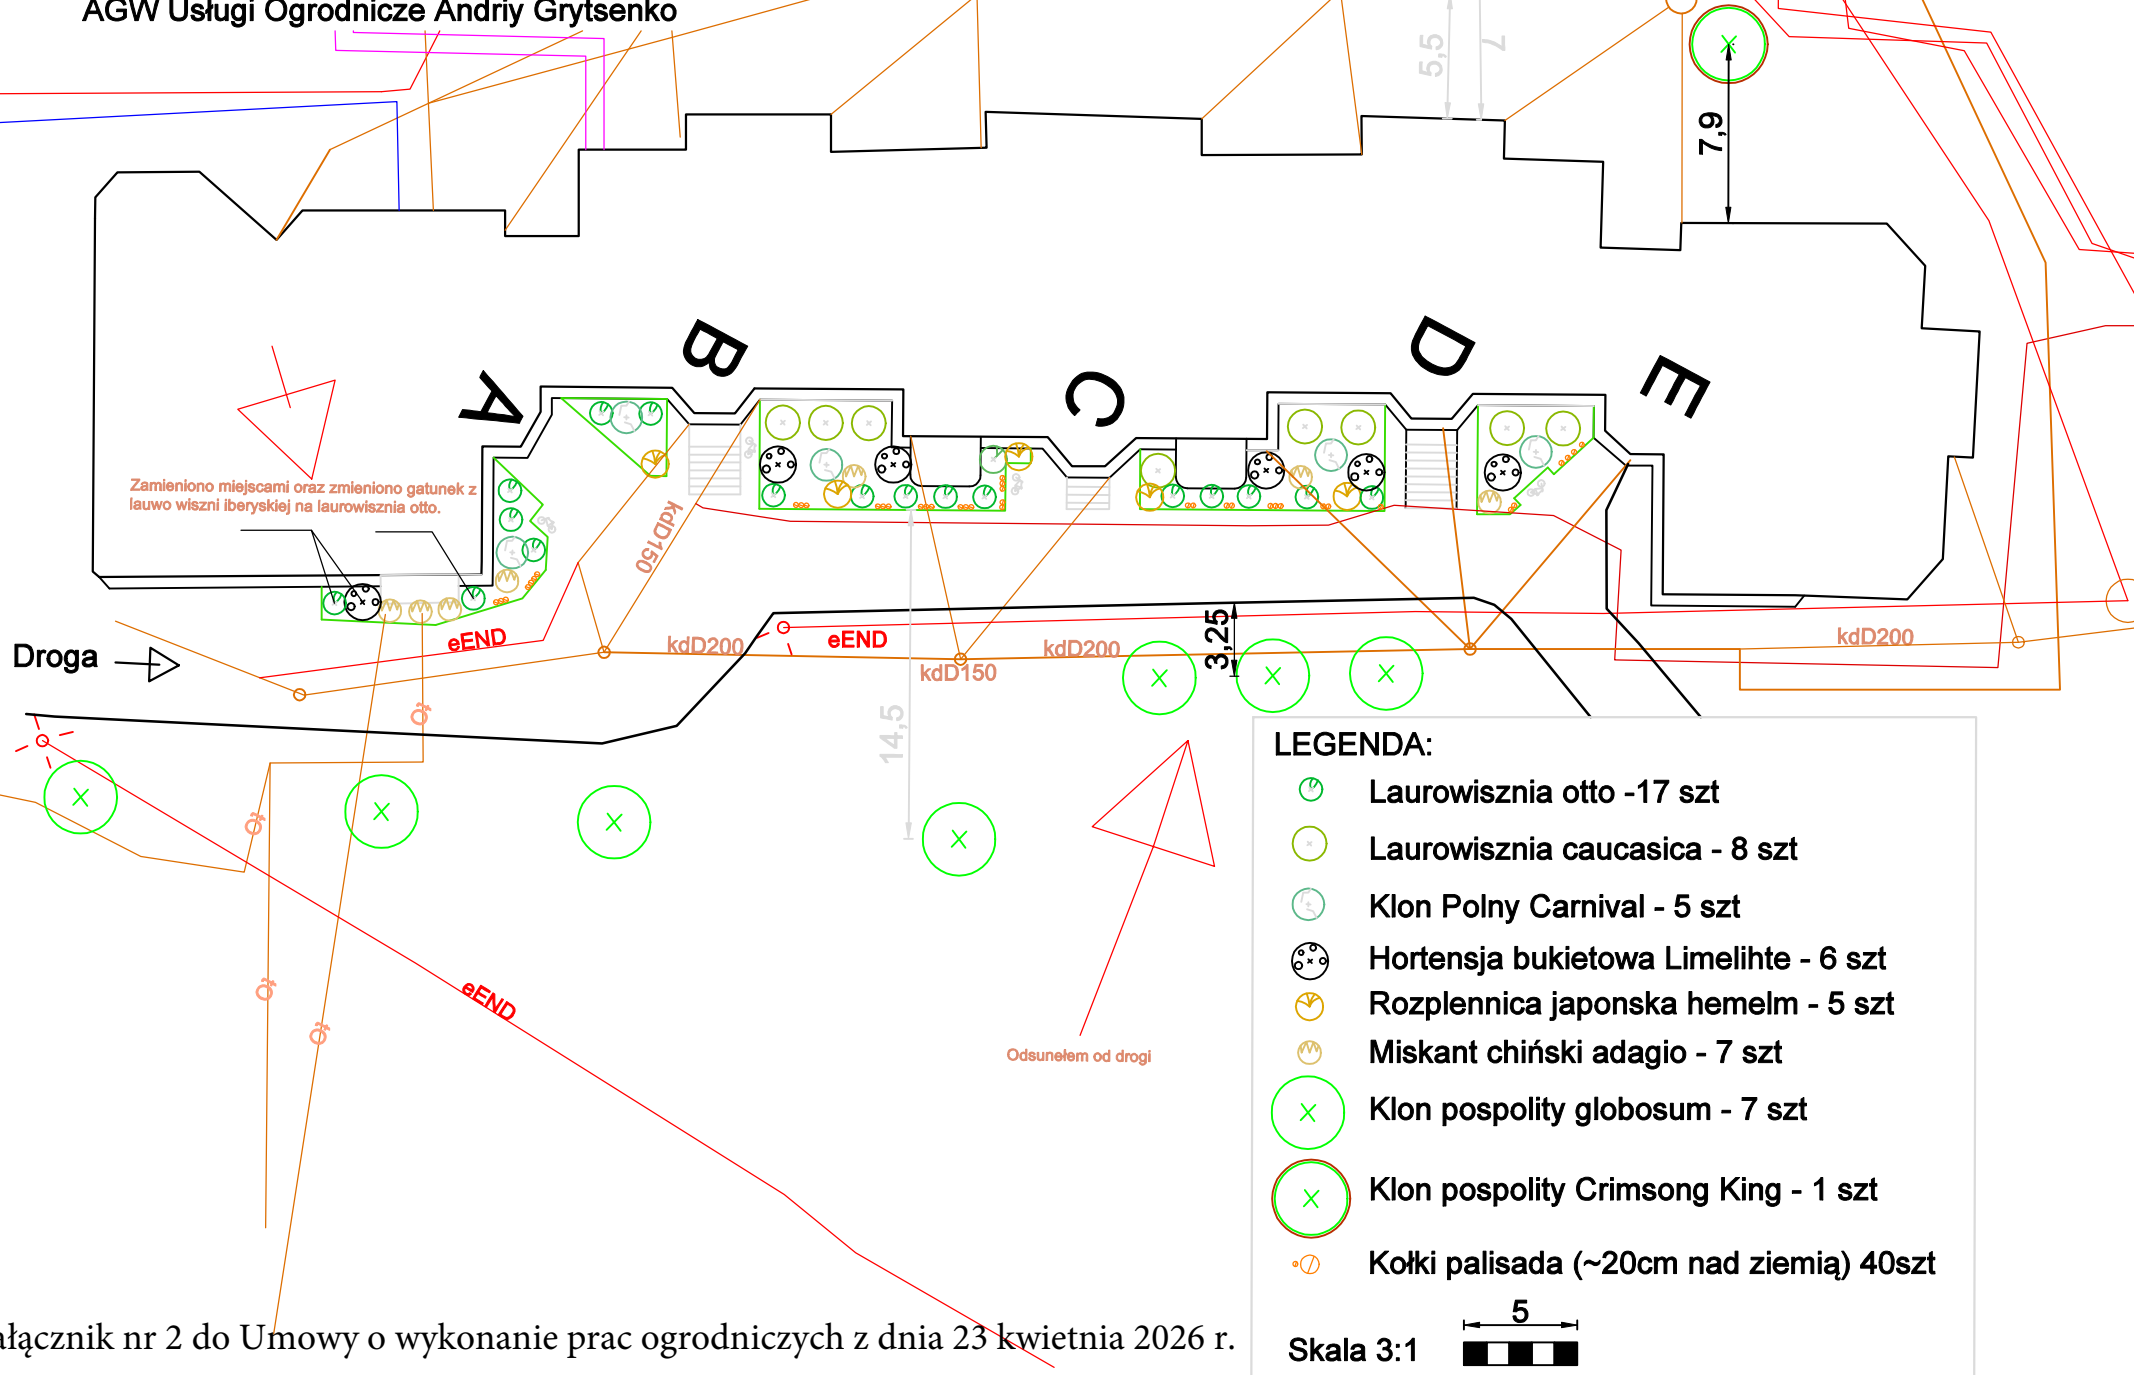 AGW Usługi Ogrodnicze Andriy Grytsenko
5,5
7
7,9
A
B
C
D
E
Zamieniono miejscami oraz zmieniono gatunek z
lauwo wiszni iberyskiej na laurowisznia otto.
kdD150
Droga
eEND
kdD200
eEND
kdD150
kdD200
3,25
kdD200
14,5
eEND
Odsunełem od drogi
LEGENDA:
Laurowisznia otto -17 szt
Laurowisznia caucasica - 8 szt
Klon Polny Carnival - 5 szt
Hortensja bukietowa Limelihte - 6 szt
Rozplennica japonska hemelm - 5 szt
Miskant chiński adagio - 7 szt
Klon pospolity globosum - 7 szt
Klon pospolity Crimsong King - 1 szt
Kołki palisada (~20cm nad ziemią) 40szt
5
Skala 3:1
ałącznik nr 2 do Umowy o wykonanie prac ogrodniczych z dnia 23 kwietnia 2026 r.